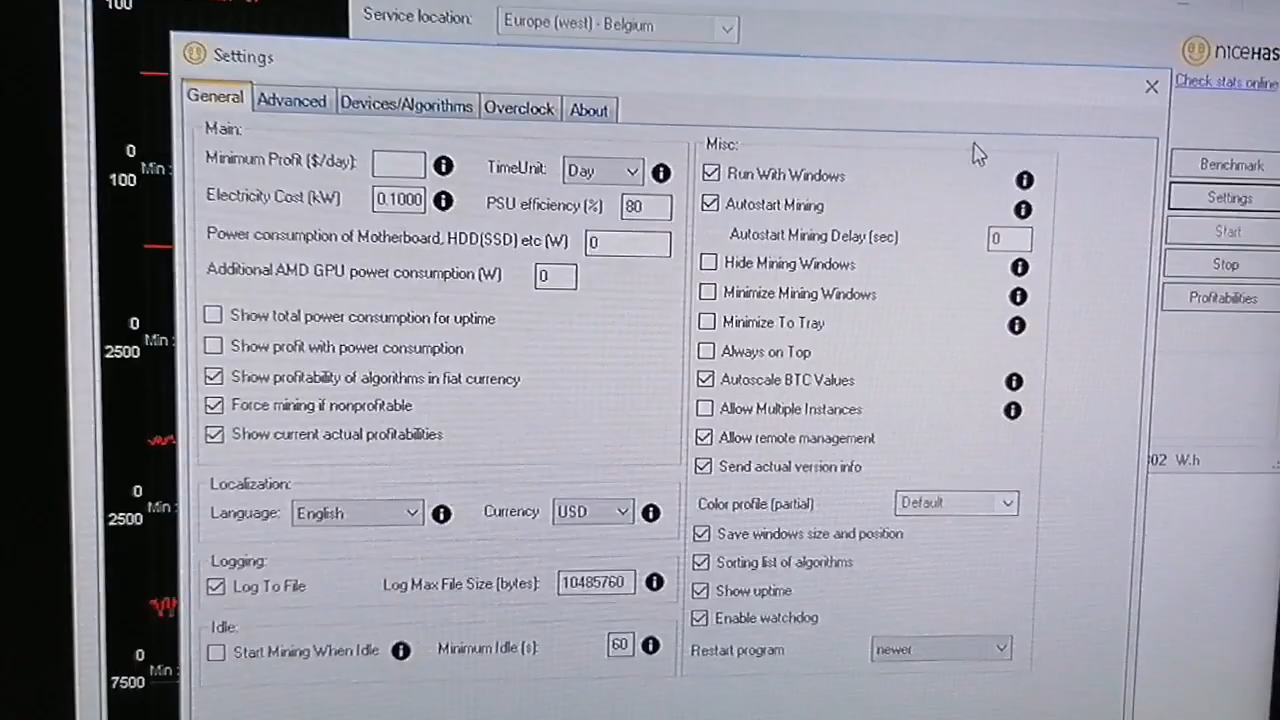 100
Service location:
Europe (west) - Belgium
Settings
NICEHAS
Check stats online
General
Advanced
Devices/Algorithms
Overclock
About
Main:
Minimum Profit ($/day):
TimeUnit:
Day
Electricity Cost (kW)
0.1000
PSU efficiency (%)
80
Power consumption of Motherboard, HDD(SSD) etc (W)
0
Additional AMD GPU power consumption (W)
0
Show total power consumption for uptime
Show profit with power consumption
Show profitability of algorithms in fiat currency
Force mining if nonprofitable
Show current actual profitabilities
Localization:
Language:
English
Currency
USD
Logging:
Log To File
Log Max File Size (bytes):
10485760
Idle:
Start Mining When Idle
Minimum Idle (s):
60
Misc:
Run With Windows
Autostart Mining
Autostart Mining Delay (sec)
0
Hide Mining Windows
Minimize Mining Windows
Minimize To Tray
Always on Top
Autoscale BTC Values
Allow Multiple Instances
Allow remote management
Send actual version info
Color profile (partial)
Default
Save windows size and position
Sorting list of algorithms
Show uptime
Enable watchdog
Restart program
newer
Benchmark
Settings
Start
Stop
Profitabilities
02 W.h
0
Min :
100
0
Min :
2500
0
Min :
2500
0
Min :
7500